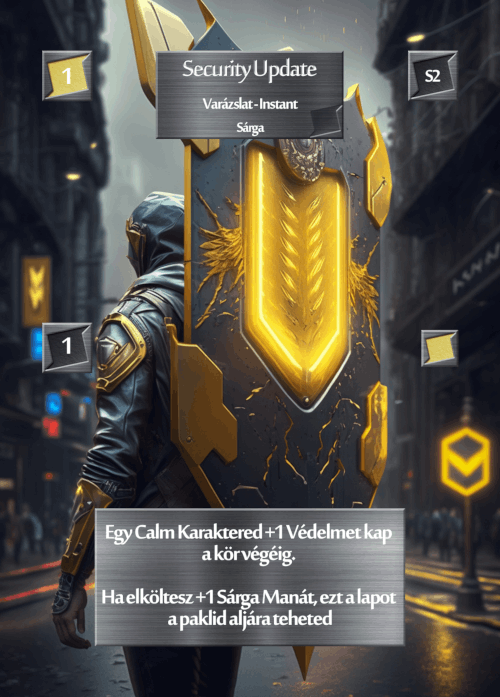 1
Security Update
S2
Varázslat - Instant
Sárga
1
Egy Calm Karaktered +1 Védelmet kap
a kör végéig.
Ha elköltesz +1 Sárga Manát, ezt a lapot
a paklid aljára teheted